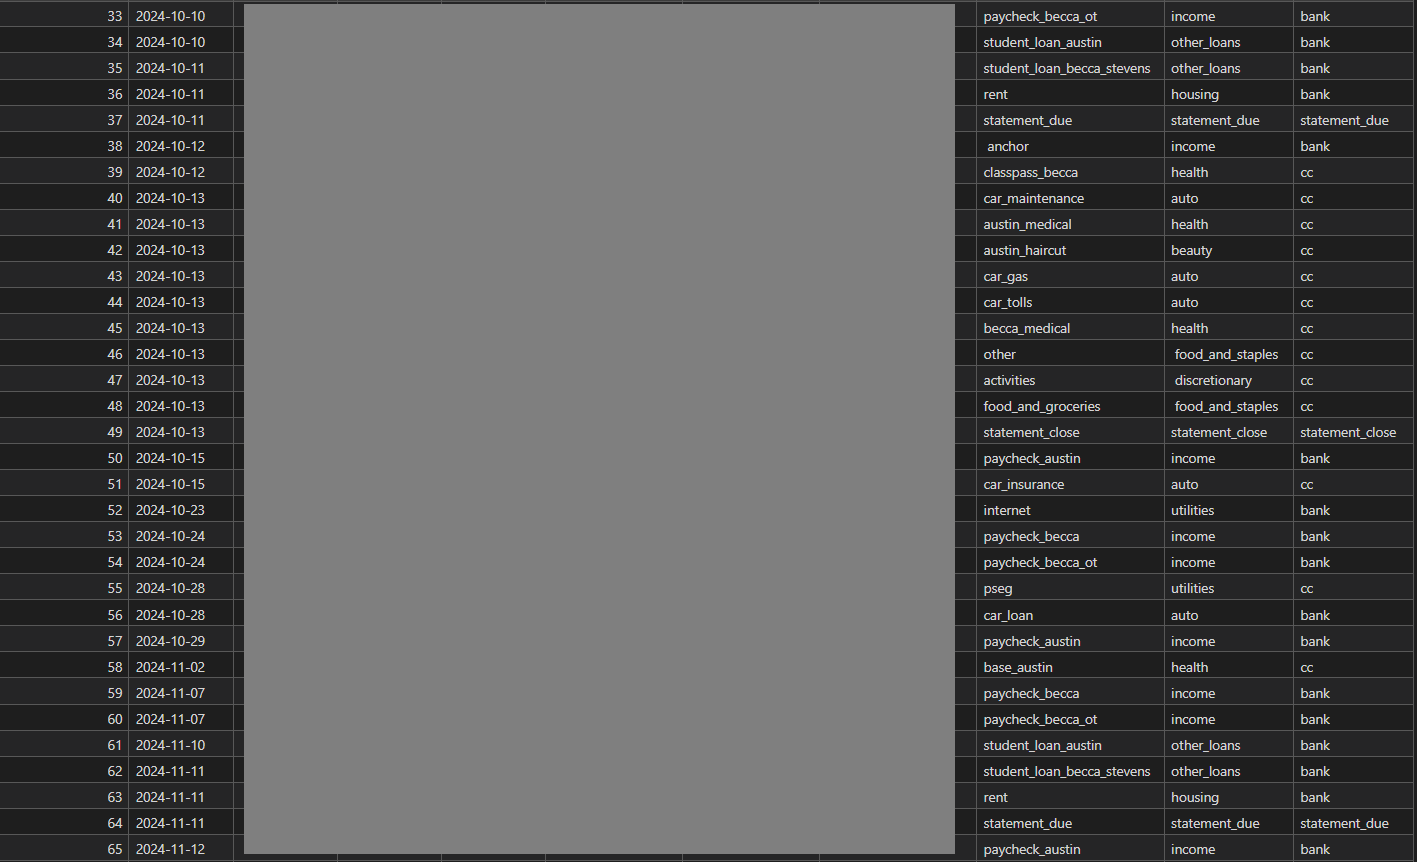 33 2024-10-10 paycheck_becca_ot income bank
34 2024-10-10 student_loan_austin other_loans bank
35 2024-10-11 student_loan_becca_stevens other_loans bank
36 2024-10-11 rent housing bank
37 2024-10-11 statement_due statement_due statement_due
38 2024-10-12 anchor income bank
39 2024-10-12 classpass_becca health cc
40 2024-10-13 car_maintenance auto cc
41 2024-10-13 austin_medical health cc
42 2024-10-13 austin_haircut beauty cc
43 2024-10-13 car_gas auto cc
44 2024-10-13 car_tolls auto cc
45 2024-10-13 becca_medical health cc
46 2024-10-13 other food_and_staples cc
47 2024-10-13 activities discretionary cc
48 2024-10-13 food_and_groceries food_and_staples cc
49 2024-10-13 statement_close statement_close statement_close
50 2024-10-15 paycheck_austin income bank
51 2024-10-15 car_insurance auto cc
52 2024-10-23 internet utilities bank
53 2024-10-24 paycheck_becca income bank
54 2024-10-24 paycheck_becca_ot income bank
55 2024-10-28 pseg utilities cc
56 2024-10-28 car_loan auto bank
57 2024-10-29 paycheck_austin income bank
58 2024-11-02 base_austin health cc
59 2024-11-07 paycheck_becca income bank
60 2024-11-07 paycheck_becca_ot income bank
61 2024-11-10 student_loan_austin other_loans bank
62 2024-11-11 student_loan_becca_stevens other_loans bank
63 2024-11-11 rent housing bank
64 2024-11-11 statement_due statement_due statement_due
65 2024-11-12 paycheck_austin income bank